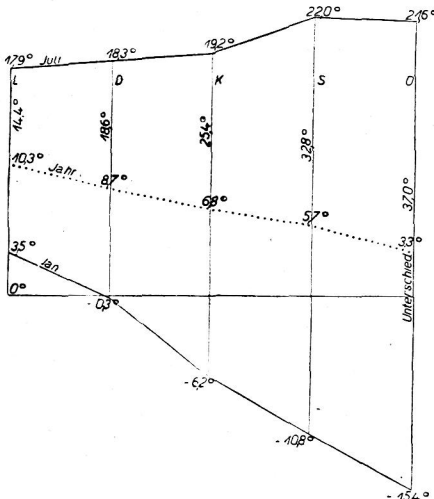 17,9° Juli 18,3° 19,2° 22,0° 21,6°
L D K S O
14,4° 18,6° 25,4° 32,8° 37,0°
10,3° Jahr 8,7° 6,8° 5,7° 3,3°
Unterschied:
3,5° Jan
0° -0,3°
-6,2°
-10,8°
-15,4°